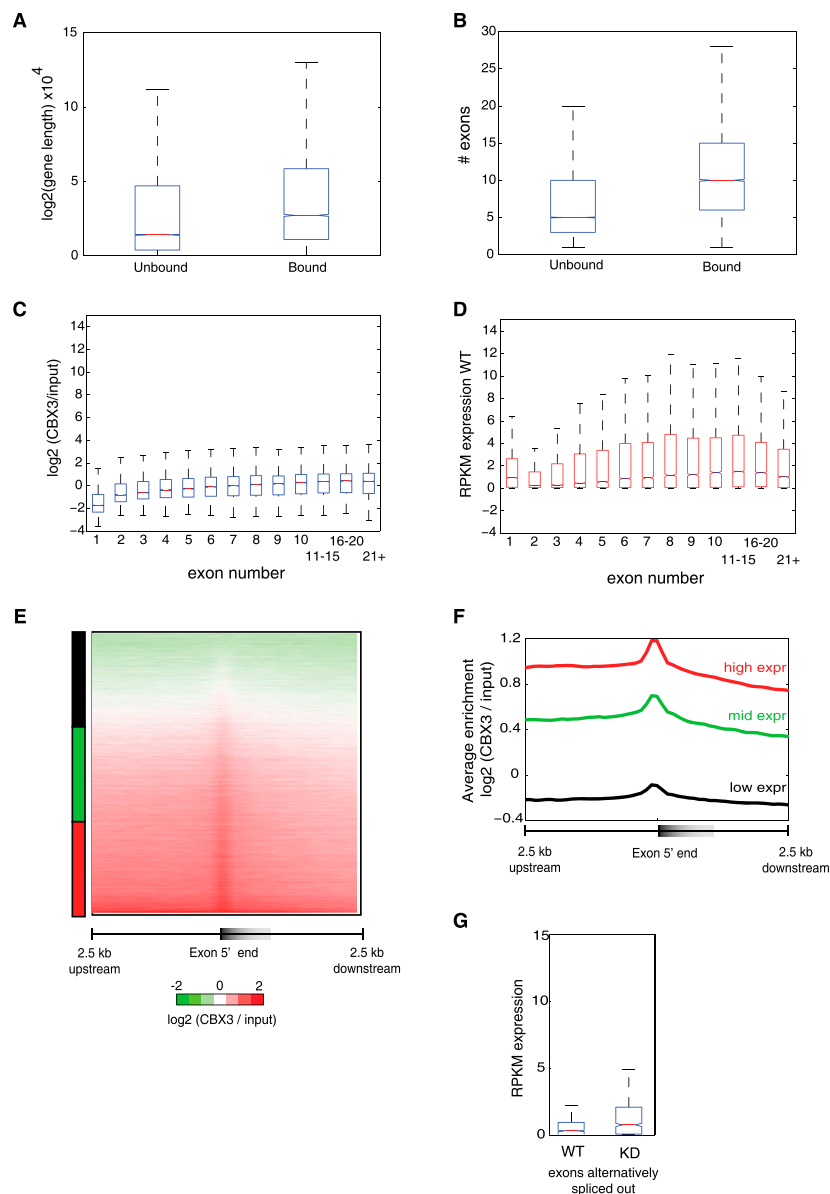 A
log2(gene length) x10^4
15
10
5
0
Unbound
Bound
B
# exons
30
25
20
15
10
5
0
Unbound
Bound
C
log2 (CBX3/input)
14
12
10
8
6
4
2
0
−2
−4
1 2 3 4 5 6 7 8 9 10 16-20
11-15 21+
exon number
D
RPKM expression WT
14
12
10
8
6
4
2
0
−2
−4
1 2 3 4 5 6 7 8 9 10 16-20
11-15 21+
exon number
E
2.5 kb
upstream
Exon 5' end
2.5 kb
downstream
-2 0 2
log2 (CBX3 / input)
F
Average enrichment
log2 (CBX3 / input)
1.2
0.8
0.4
0
−0.4
high expr
mid expr
low expr
2.5 kb
upstream
Exon 5' end
2.5 kb
downstream
G
RPKM expression
15
10
5
0
WT KD
exons alternatively
spliced out